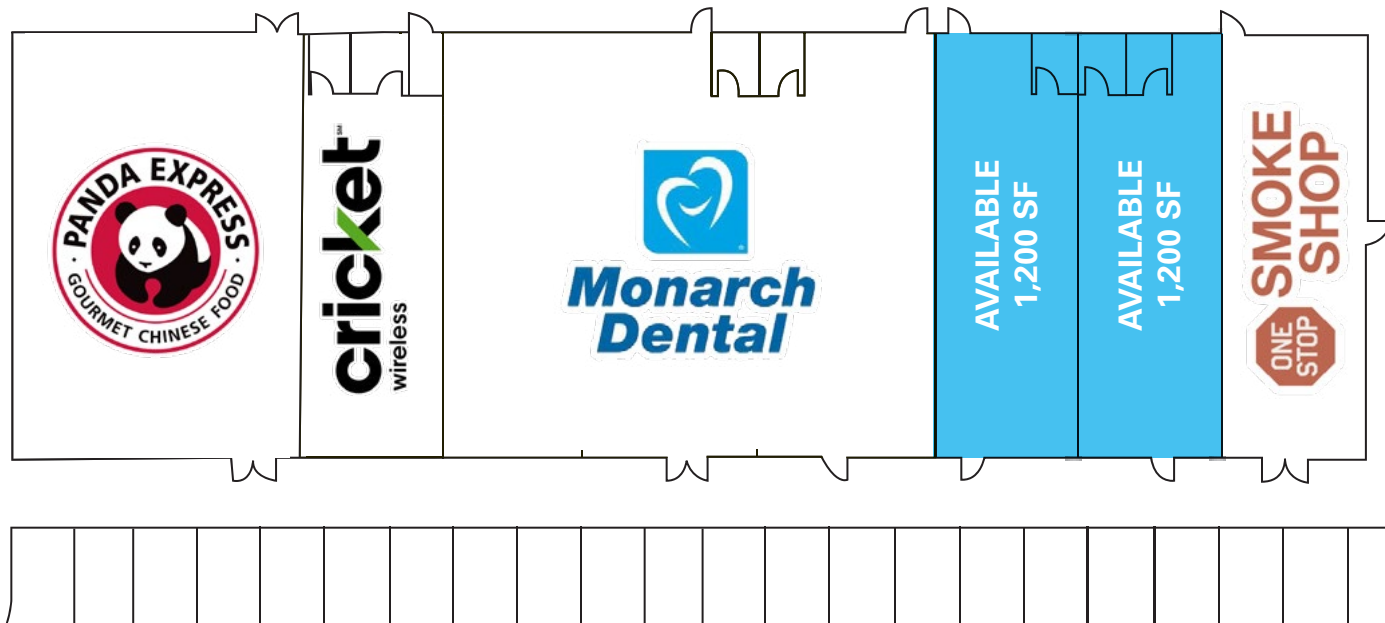 PANDA EXPRESS
GOURMET CHINESE FOOD
cricket
SM
wireless
Monarch
Dental
AVAILABLE
1,200 SF
AVAILABLE
1,200 SF
ONE
STOP
SMOKE
SHOP